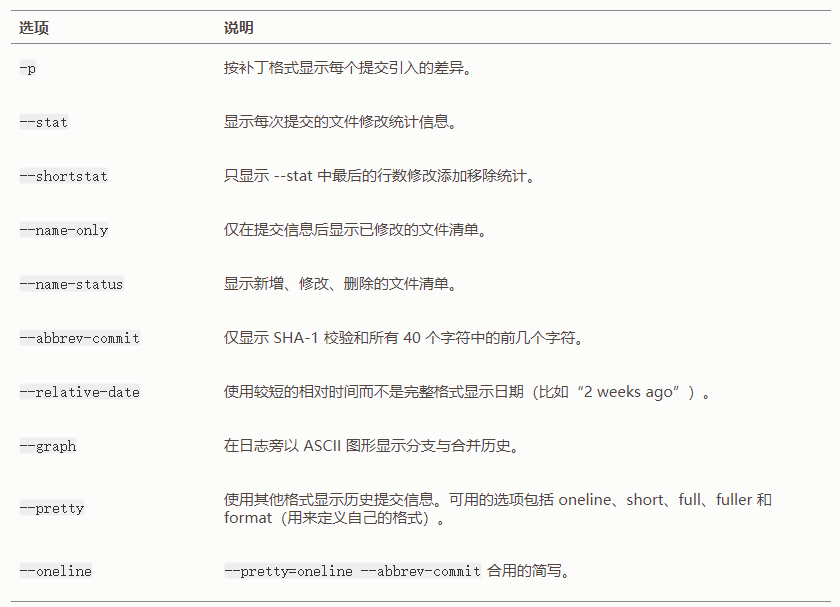 选项 说明
-p 按补丁格式显示每个提交引入的差异。
--stat 显示每次提交的文件修改统计信息。
--shortstat 只显示 --stat 中最后的行数修改添加移除统计。
--name-only 仅在提交信息后显示已修改的文件清单。
--name-status 显示新增、修改、删除的文件清单。
--abbrev-commit 仅显示 SHA-1 校验和所有 40 个字符中的前几个字符。
--relative-date 使用较短的相对时间而不是完整格式显示日期（比如“2 weeks ago”）。
--graph 在日志旁以 ASCII 图形显示分支与合并历史。
--pretty 使用其他格式显示历史提交信息。可用的选项包括 oneline、short、full、fuller 和
format（用来定义自己的格式）。
--oneline --pretty=oneline --abbrev-commit 合用的简写。